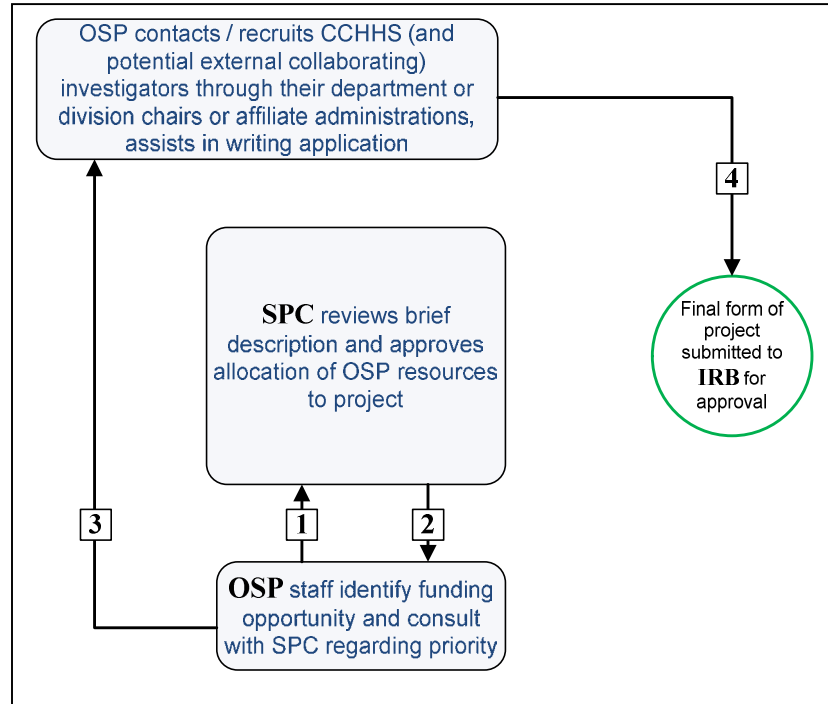 OSP contacts / recruits CCHHS (and
potential external collaborating)
investigators through their department or
division chairs or affiliate administrations,
assists in writing application
4
SPC reviews brief
description and approves
allocation of OSP resources
to project
Final form of
project
submitted to
IRB for
approval
3
1
2
OSP staff identify funding
opportunity and consult
with SPC regarding priority